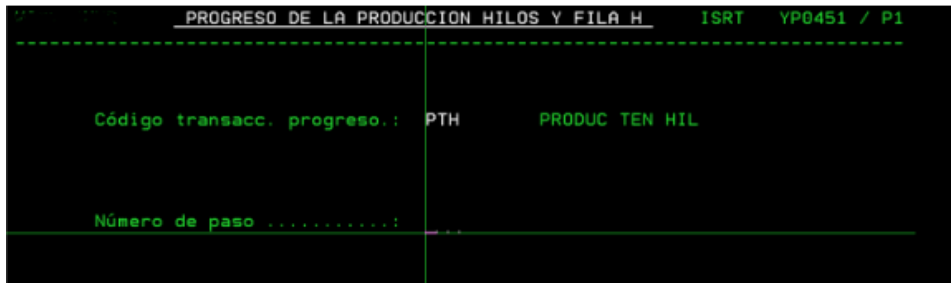 PROGRESO DE LA PRODUCCION HILOS Y FILA H ISRT YP0451 / P1
Código transacc. progreso.: PTH PRODUC TEN HIL
Número de paso ...........: _...